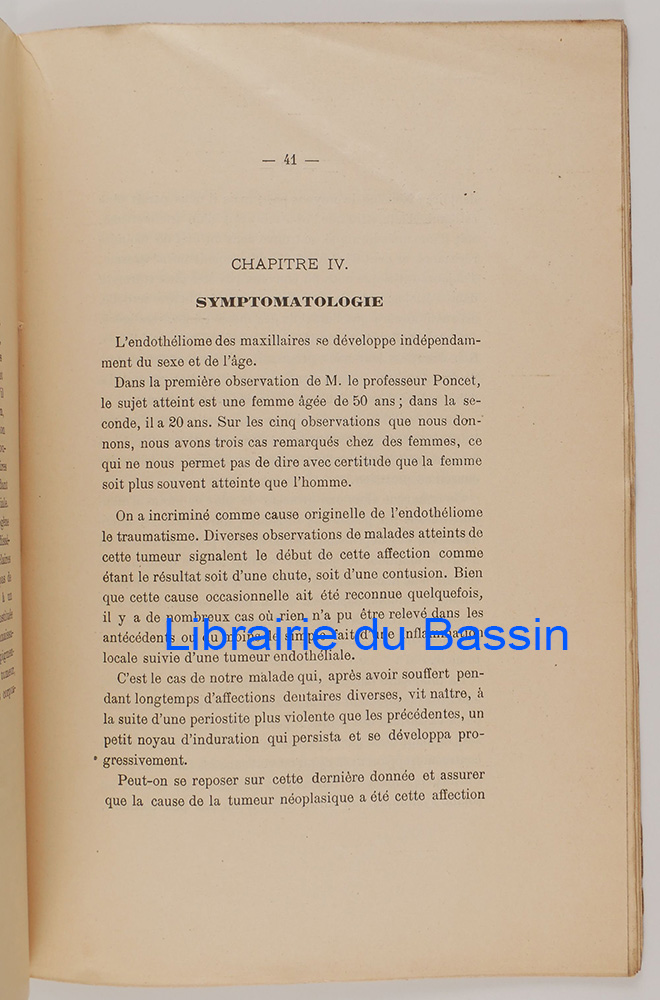 — 41 —
CHAPITRE IV.
SYMPTOMATOLOGIE
L'endothéliome des maxillaires se développe indépendam-
ment du sexe et de l'âge.
Dans la première observation de M. le professeur Poncet,
le sujet atteint est une femme âgée de 50 ans ; dans la se-
conde, il a 20 ans. Sur les cinq observations que nous don-
nons, nous avons trois cas remarqués chez des femmes, ce
qui ne nous permet pas de dire avec certitude que la femme
soit plus souvent atteinte que l'homme.
On a incriminé comme cause originelle de l'endothéliome
le traumatisme. Diverses observations de malades atteints de
cette tumeur signalent le début de cette affection comme
étant le résultat soit d'une chute, soit d'une contusion. Bien
que cette cause occasionnelle ait été reconnue quelquefois,
il y a de nombreux cas où rien n'a pu être relevé dans les
antécédents ou du moins le simple fait d'une inflammation
locale suivie d'une tumeur endothéliale.
C'est le cas de notre malade qui, après avoir souffert pen-
dant longtemps d'affections dentaires diverses, vit naître, à
la suite d'une periostite plus violente que les précédentes, un
petit noyau d'induration qui persista et se développa pro-
gressivement.
Peut-on se reposer sur cette dernière donnée et assurer
que la cause de la tumeur néoplasique a été cette affection
Librairie du Bassin